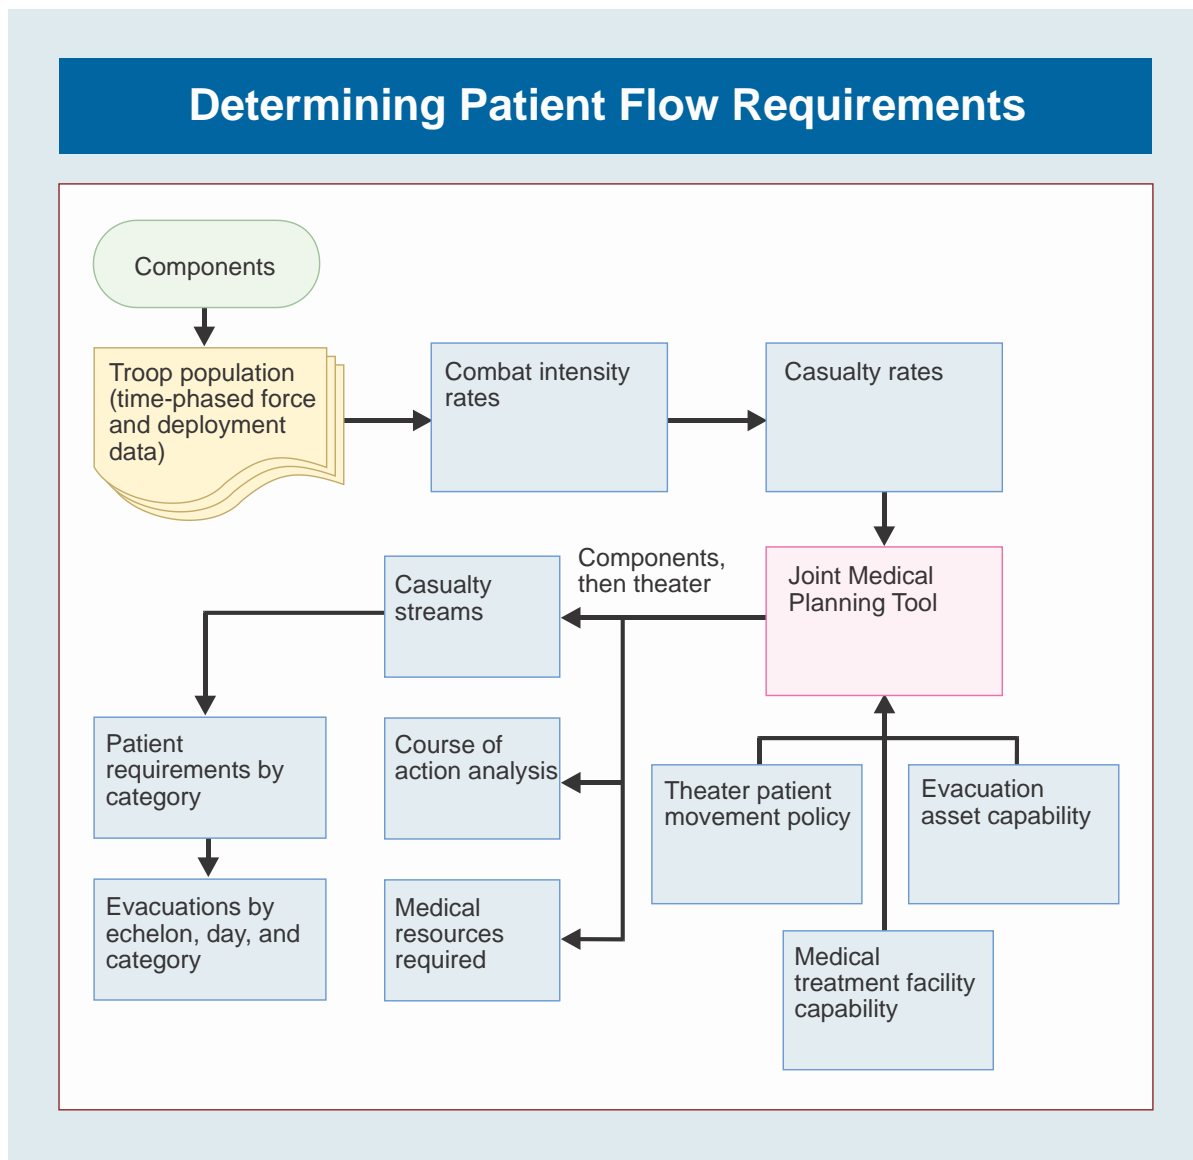 Determining Patient Flow Requirements
Components
Troop population
(time-phased force
and deployment
data)
Combat intensity
rates
Casualty rates
Joint Medical
Planning Tool
Components,
then theater
Casualty
streams
Patient
requirements by
category
Course of
action analysis
Theater patient
movement policy
Evacuation
asset capability
Evacuations by
echelon, day, and
category
Medical
resources
required
Medical
treatment facility
capability